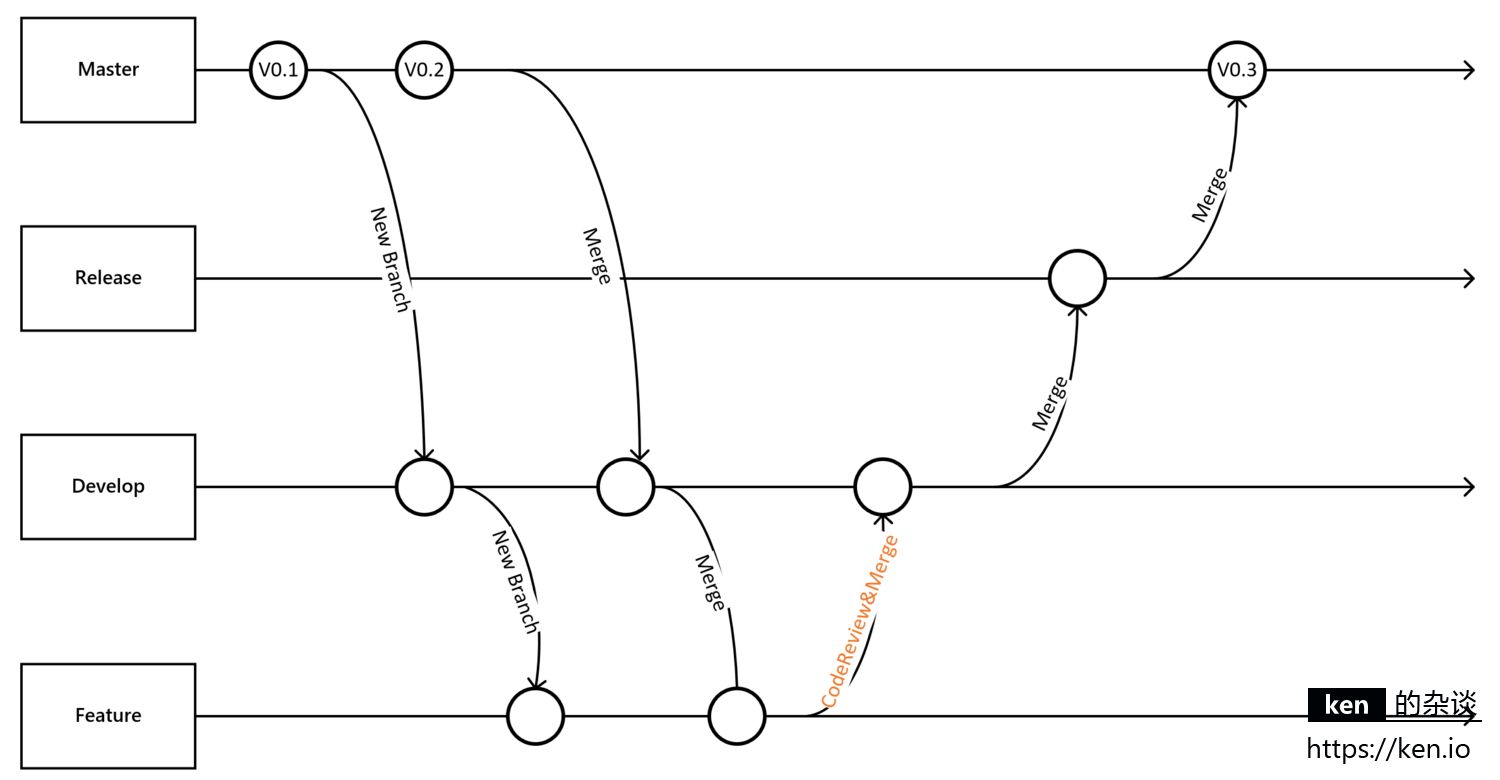 Master
V0.1
V0.2
V0.3
New Branch
Merge
Merge
Release
Merge
Develop
New Branch
Merge
CodeReview&Merge
Feature
ken 的杂谈
https://ken.io